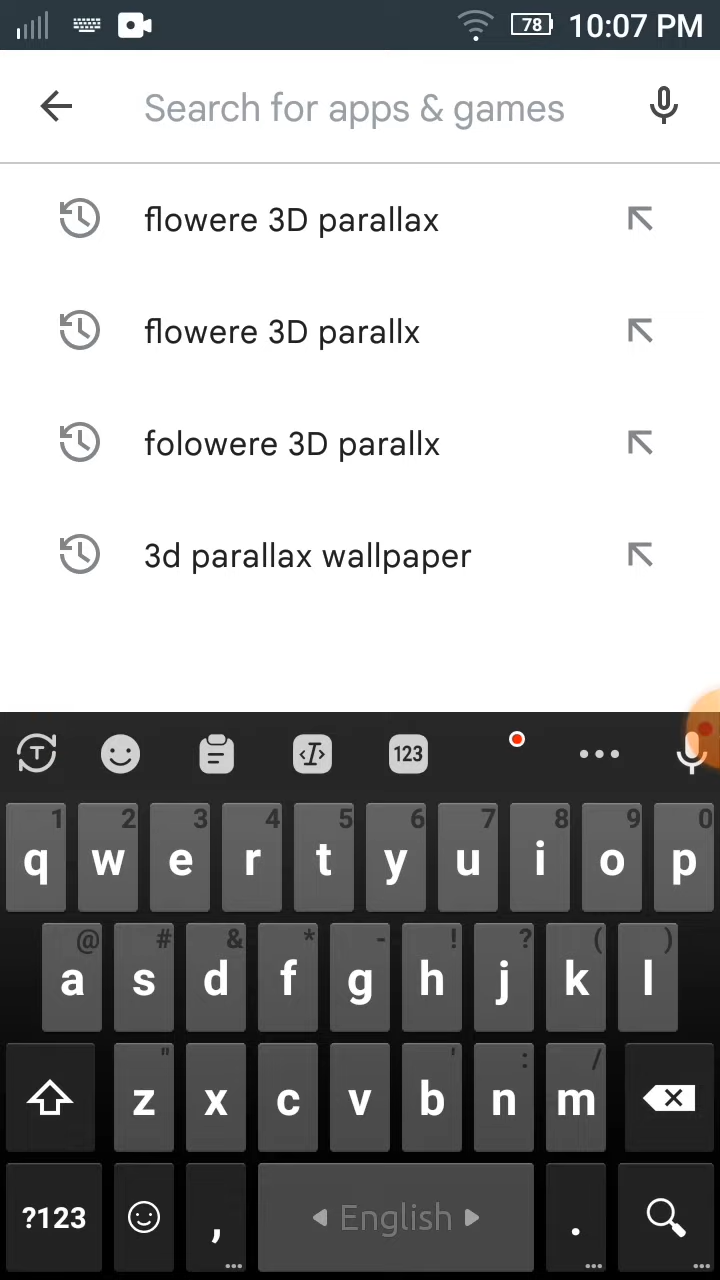 78 10:07 PM
Search for apps & games
flowere 3D parallax
flowere 3D parallx
folowere 3D parallx
3d parallax wallpaper
T 123
1 2 3 4 5 6 7 8 9 0
q w e r t y u i o p
@ # & * - ! ? ( )
a s d f g h j k l
" ' : /
z x c v b n m
?123 , English .